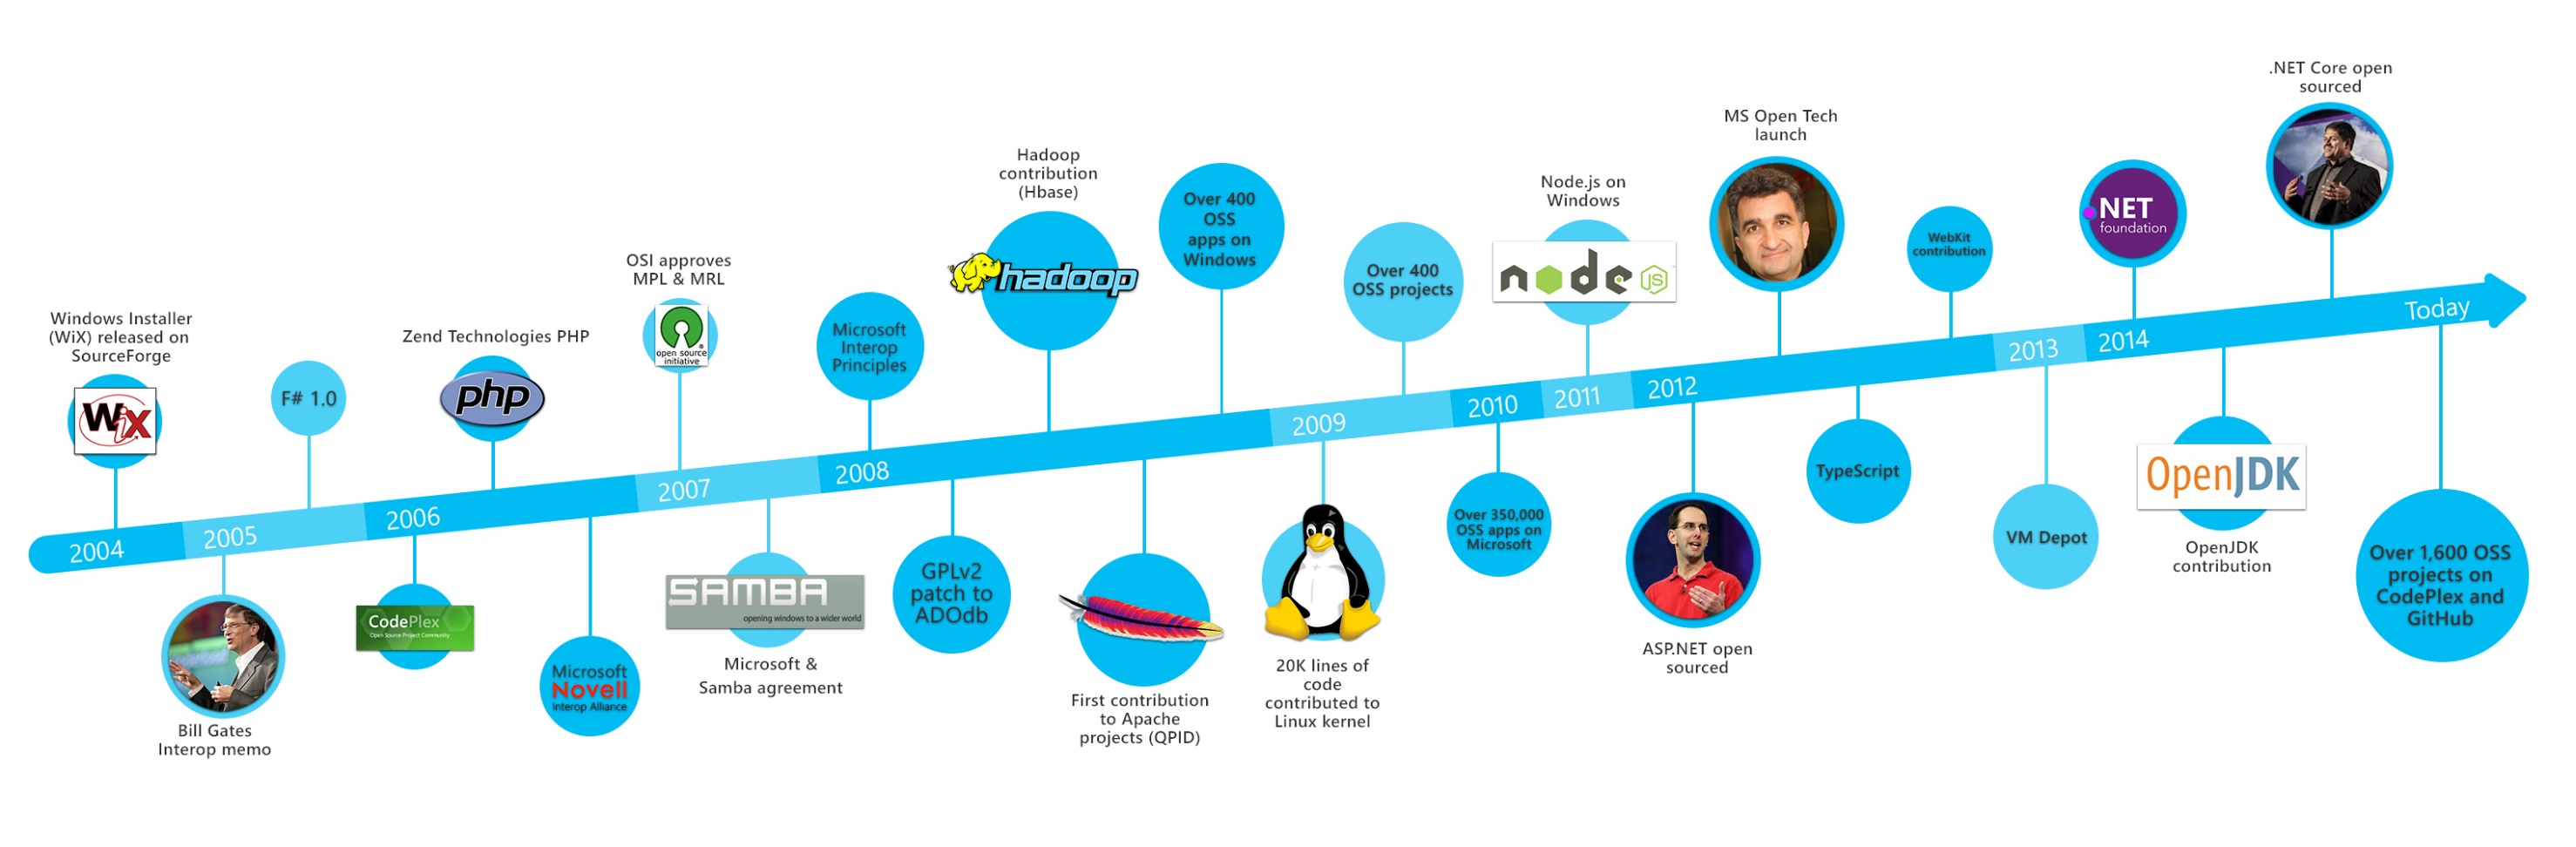 .NET Core open
sourced
MS Open Tech
launch
Hadoop
contribution
(Hbase)
Over 400
OSS
apps on
Windows
Node.js on
Windows
WebKit
contribution
.NET
foundation
OSI approves
MPL & MRL
open source
initiative
Microsoft
Interop
Principles
hadoop
Over 400
OSS projects
node
JS
Windows Installer
(WiX) released on
SourceForge
WiX
F# 1.0
Zend Technologies PHP
php
2004
2005
2006
2007
2008
2009
2010
2011
2012
2013
2014
Today
Bill Gates
Interop memo
CodePlex
Open Source Project Community
Microsoft
Novell
Interop Alliance
SAMBA
opening windows to a wider world
Microsoft &
Samba agreement
GPLv2
patch to
ADOdb
First contribution
to Apache
projects (QPID)
20K lines of
code
contributed to
Linux kernel
Over 350,000
OSS apps on
Microsoft
ASP.NET open
sourced
TypeScript
VM Depot
OpenJDK
OpenJDK
contribution
Over 1,600 OSS
projects on
CodePlex and
GitHub